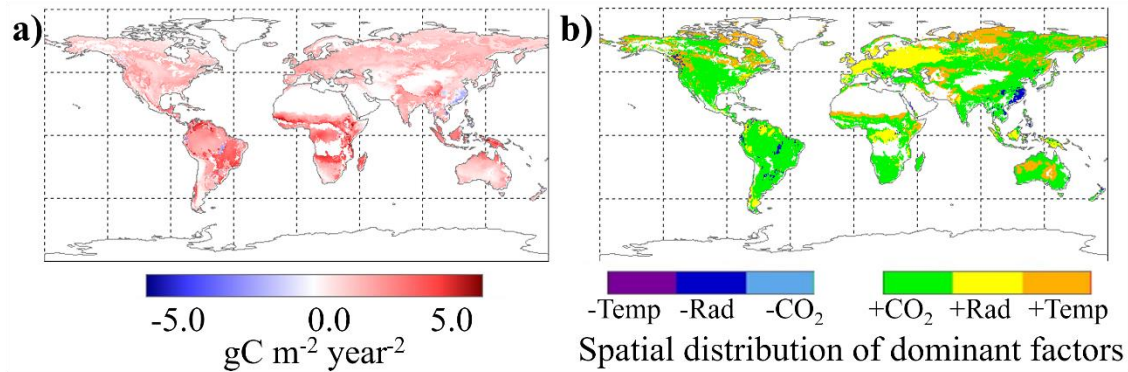 a)
b)
-5.0 0.0 5.0
gC m⁻² year⁻²
-Temp -Rad -CO₂ +CO₂ +Rad +Temp
Spatial distribution of dominant factors